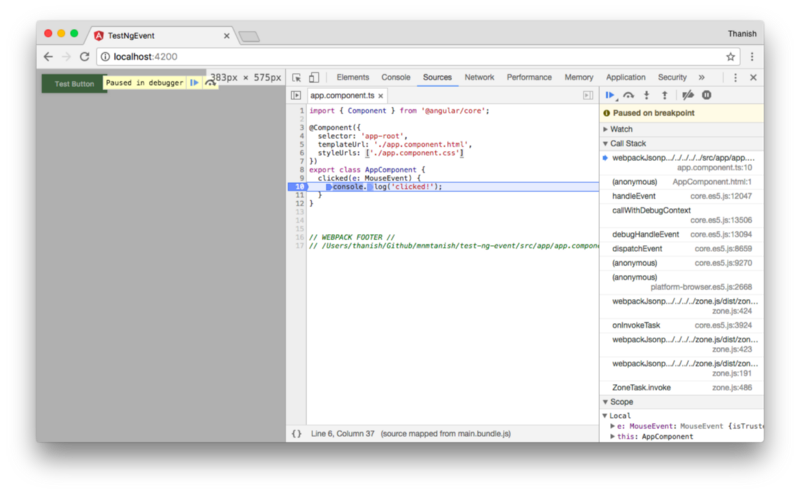 TestNgEvent
Thanish
localhost:4200
Test Button
Paused in debugger
383px × 575px
Elements Console Sources Network Performance Memory Application Security »
app.component.ts ×
1 import { Component } from '@angular/core';
2
3 @Component({
4 selector: 'app-root',
5 templateUrl: './app.component.html',
6 styleUrls: ['./app.component.css']
7 })
8 export class AppComponent {
9 clicked(e: MouseEvent) {
10 console.log('clicked!');
11 }
12 }
13
14
15
16 // WEBPACK FOOTER //
17 // /Users/thanish/Github/mnmtanish/test-ng-event/src/app/app.compone
{} Line 6, Column 37 (source mapped from main.bundle.js)
Paused on breakpoint
Watch
Call Stack
webpackJsonp.../../../../../src/app/app....
app.component.ts:10
(anonymous) AppComponent.html:1
handleEvent core.es5.js:12047
callWithDebugContext
core.es5.js:13506
debugHandleEvent core.es5.js:13094
dispatchEvent core.es5.js:8659
(anonymous) core.es5.js:9270
(anonymous)
platform-browser.es5.js:2668
webpackJsonp.../../../../zone.js/dist/zon...
zone.js:424
onInvokeTask core.es5.js:3924
webpackJsonp.../../../../zone.js/dist/zon...
zone.js:423
webpackJsonp.../../../../zone.js/dist/zon...
zone.js:191
ZoneTask.invoke zone.js:486
Scope
Local
e: MouseEvent: MouseEvent {isTruste
this: AppComponent